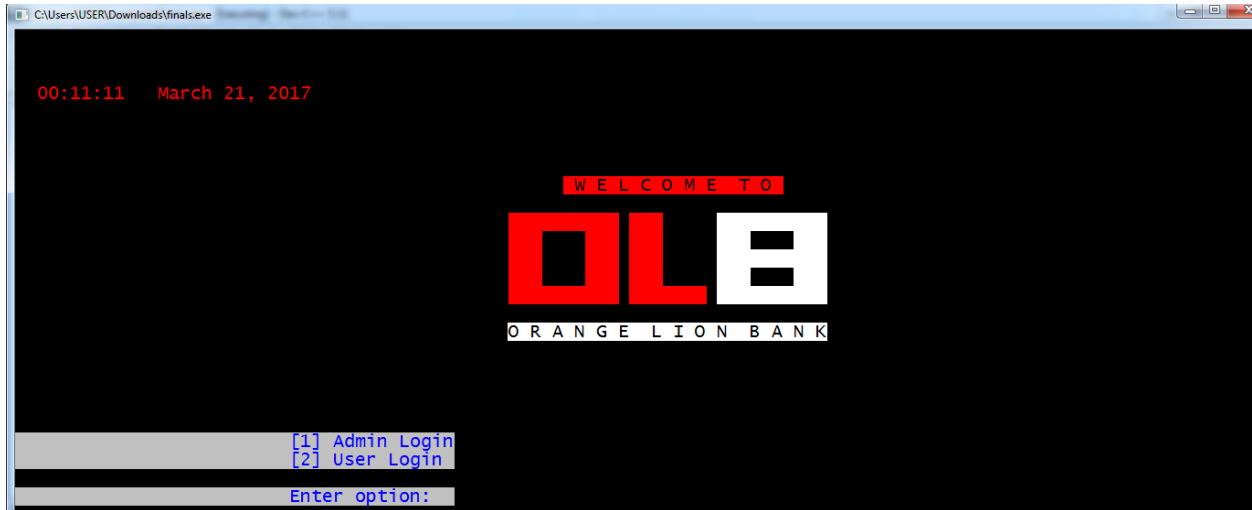 C:\Users\USER\Downloads\finals.exe
00:11:11 March 21, 2017
W E L C O M E T O
OLB
O R A N G E L I O N B A N K
[1] Admin Login
[2] User Login
Enter option: